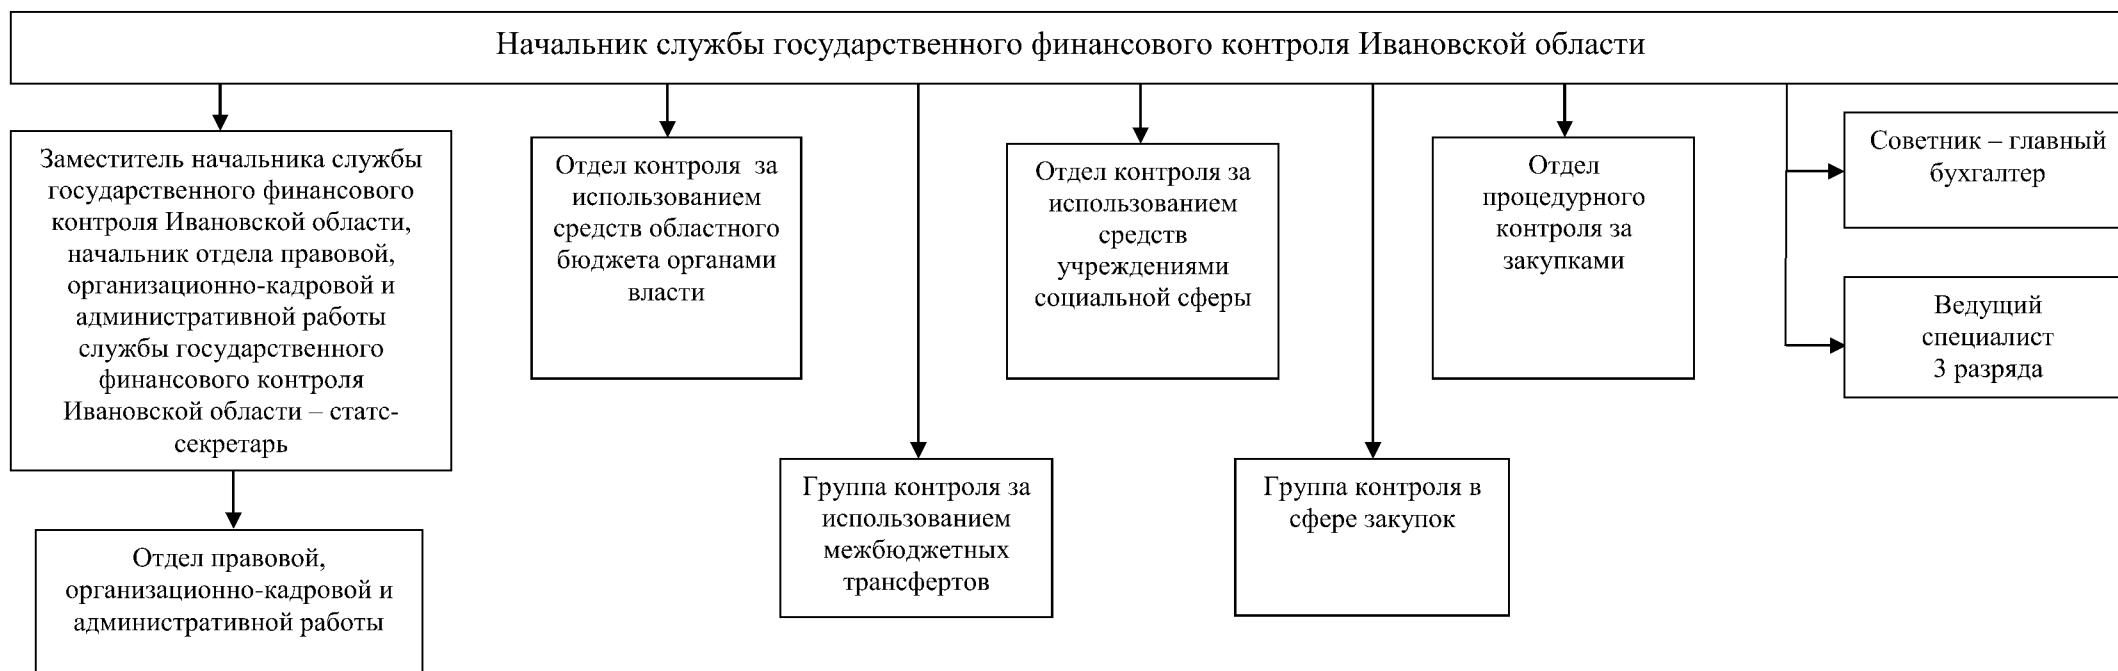 Начальник службы государственного финансового контроля Ивановской области
Заместитель начальника службы
государственного финансового
контроля Ивановской области,
начальник отдела правовой,
организационно-кадровой и
административной работы
службы государственного
финансового контроля
Ивановской области – статс-
секретарь
Отдел контроля за
использованием
средств областного
бюджета органами
власти
Отдел контроля за
использованием
средств
учреждениями
социальной сферы
Отдел
процедурного
контроля за
закупками
Советник – главный
бухгалтер
Ведущий
специалист
3 разряда
Группа контроля за
использованием
межбюджетных
трансфертов
Группа контроля в
сфере закупок
Отдел правовой,
организационно-кадровой и
административной работы